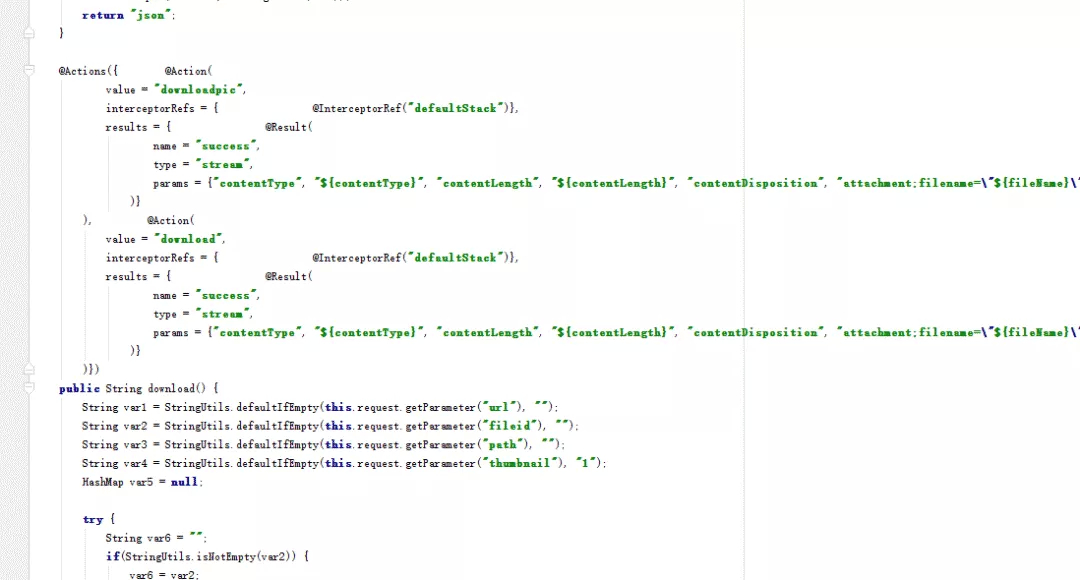 return "json";
}
@Actions({ @Action(
value = "downloadpic",
interceptorRefs = { @InterceptorRef("defaultStack")},
results = { @Result(
name = "success",
type = "stream",
params = {"contentType", "${contentType}", "contentLength", "${contentLength}", "contentDisposition", "attachment;filename=\"${fileName}\"
)}
), @Action(
value = "download",
interceptorRefs = { @InterceptorRef("defaultStack")},
results = { @Result(
name = "success",
type = "stream",
params = {"contentType", "${contentType}", "contentLength", "${contentLength}", "contentDisposition", "attachment;filename=\"${fileName}\"
)}
)})
public String download() {
String var1 = StringUtils.defaultIfEmpty(this.request.getParameter("url"), "");
String var2 = StringUtils.defaultIfEmpty(this.request.getParameter("fileid"), "");
String var3 = StringUtils.defaultIfEmpty(this.request.getParameter("path"), "");
String var4 = StringUtils.defaultIfEmpty(this.request.getParameter("thumbnail"), "1");
HashMap var5 = null;
try {
String var6 = "";
if(StringUtils.isNotEmpty(var2)) {
var6 = var2;